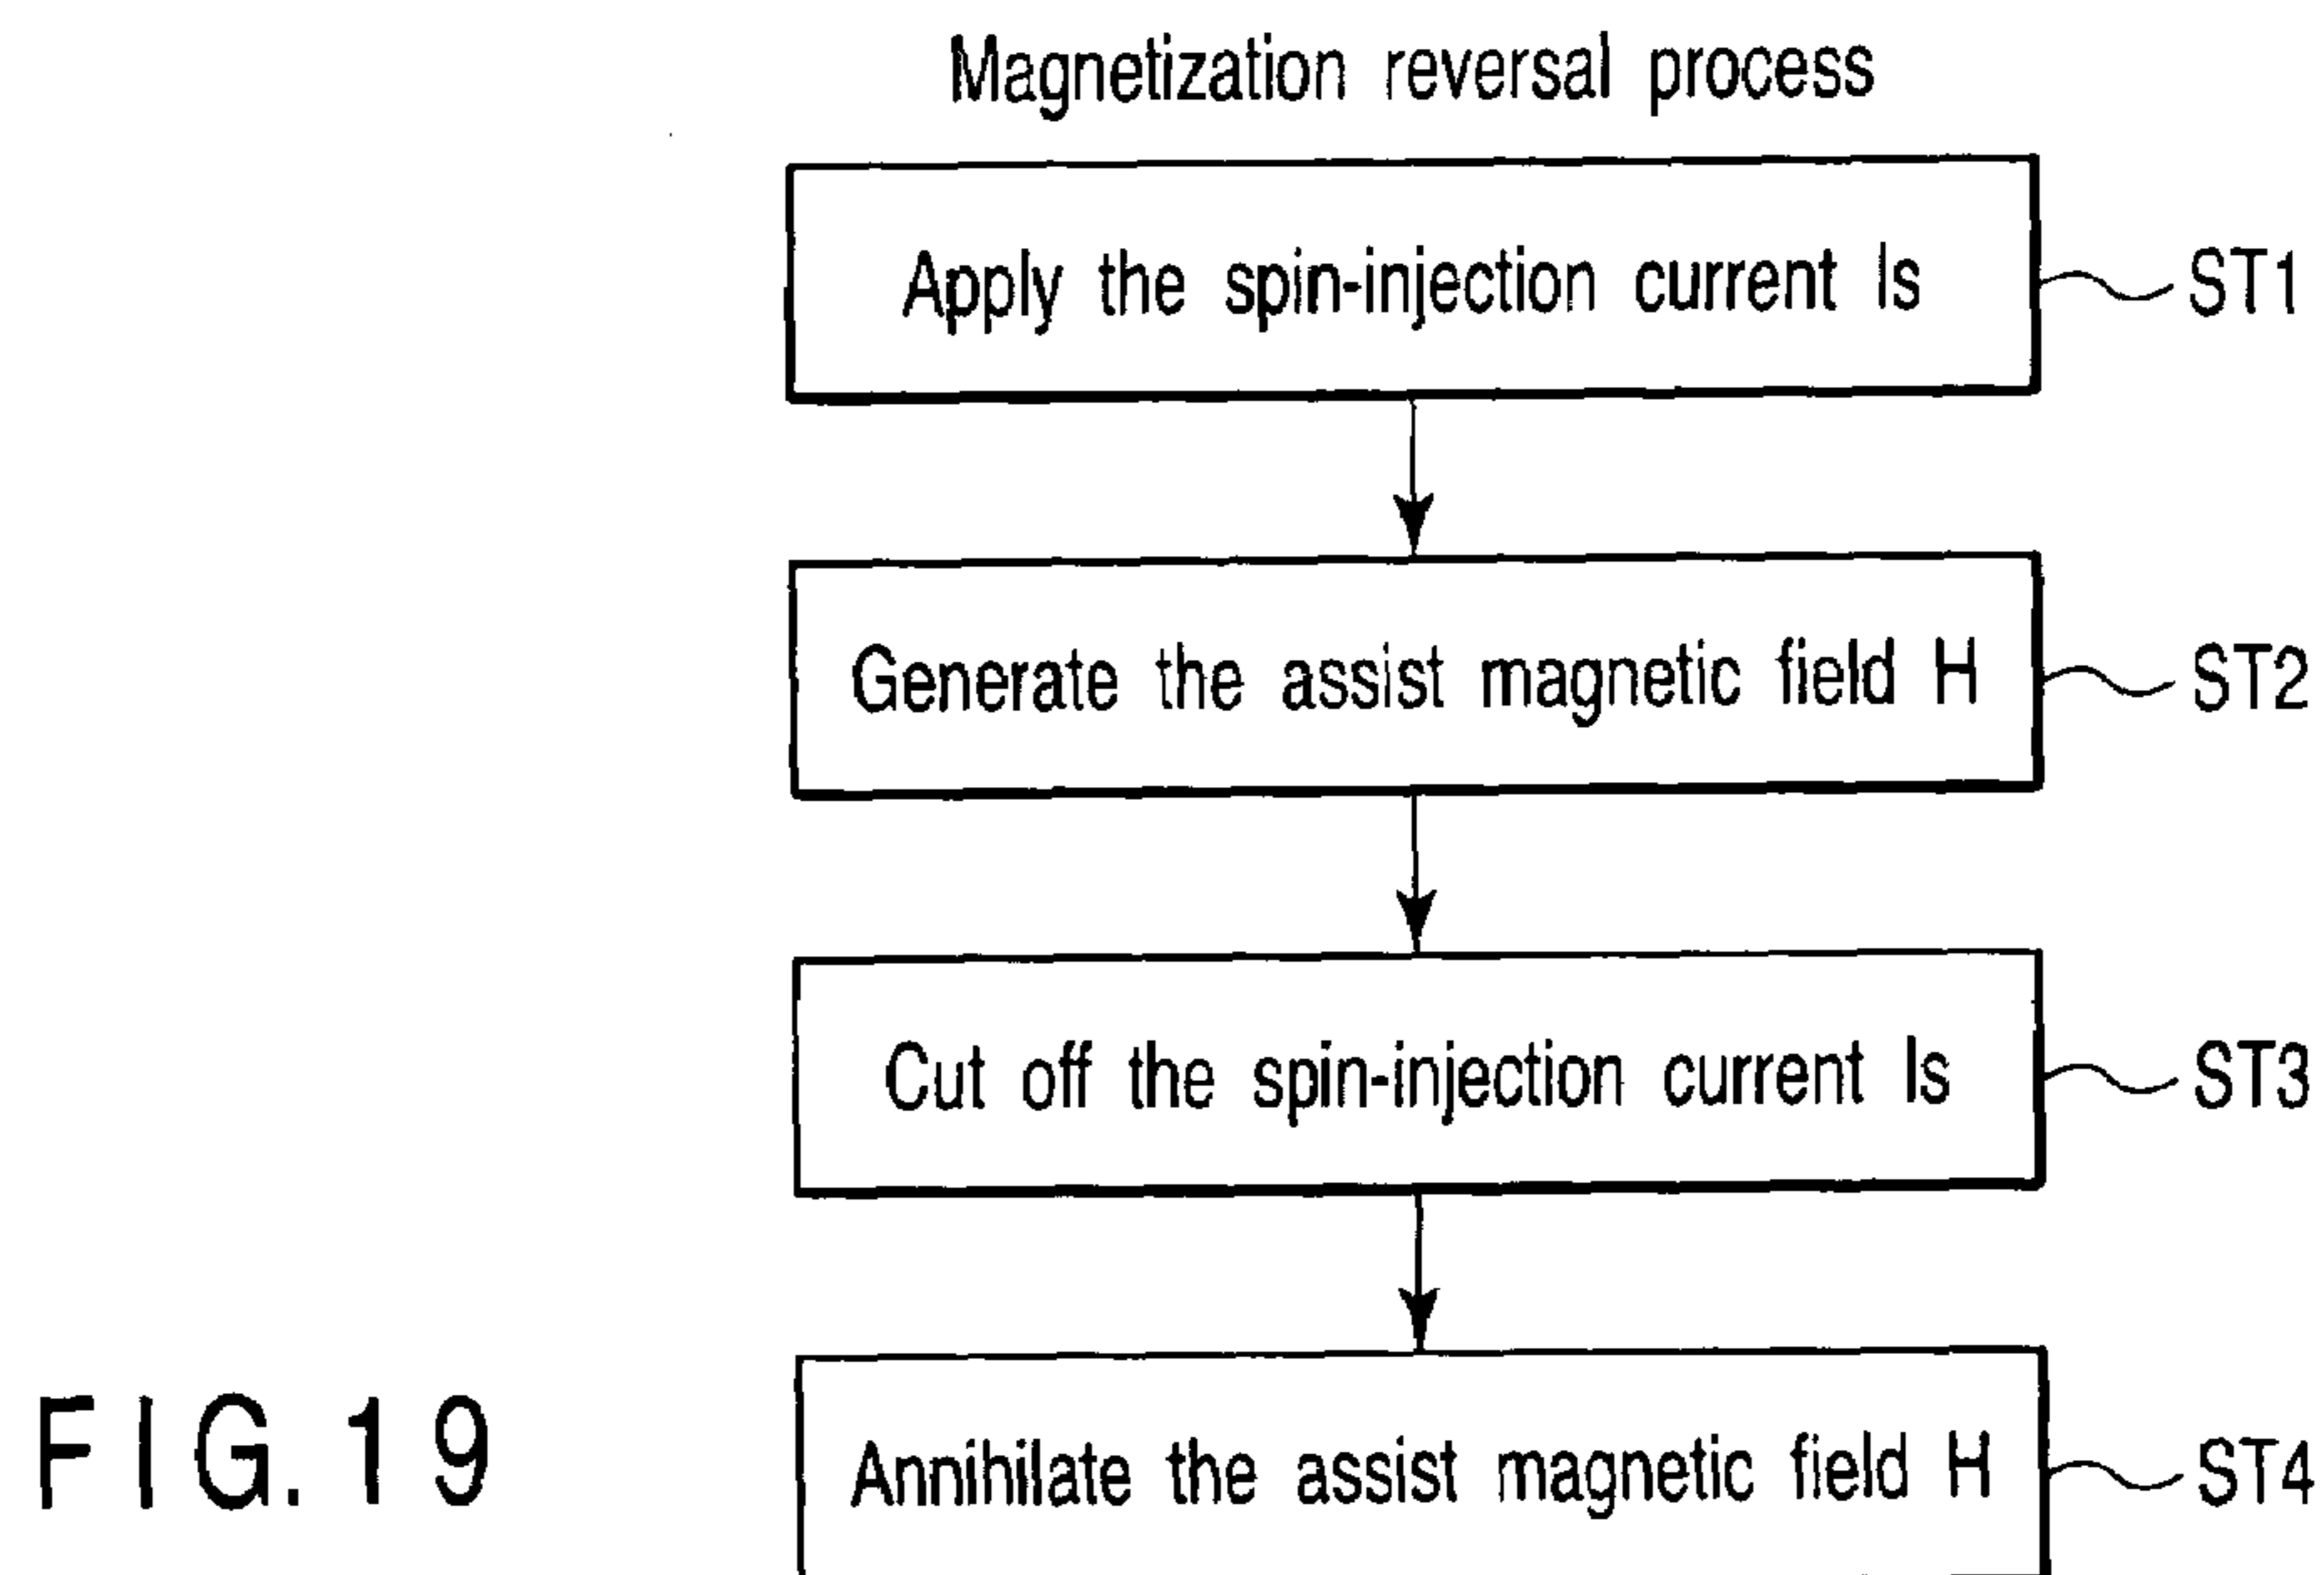 Magnetization reversal process
Apply the spin-injection current Is
ST1
Generate the assist magnetic field H
ST2
Cut off the spin-injection current Is
ST3
Annihilate the assist magnetic field H
ST4
FIG. 19